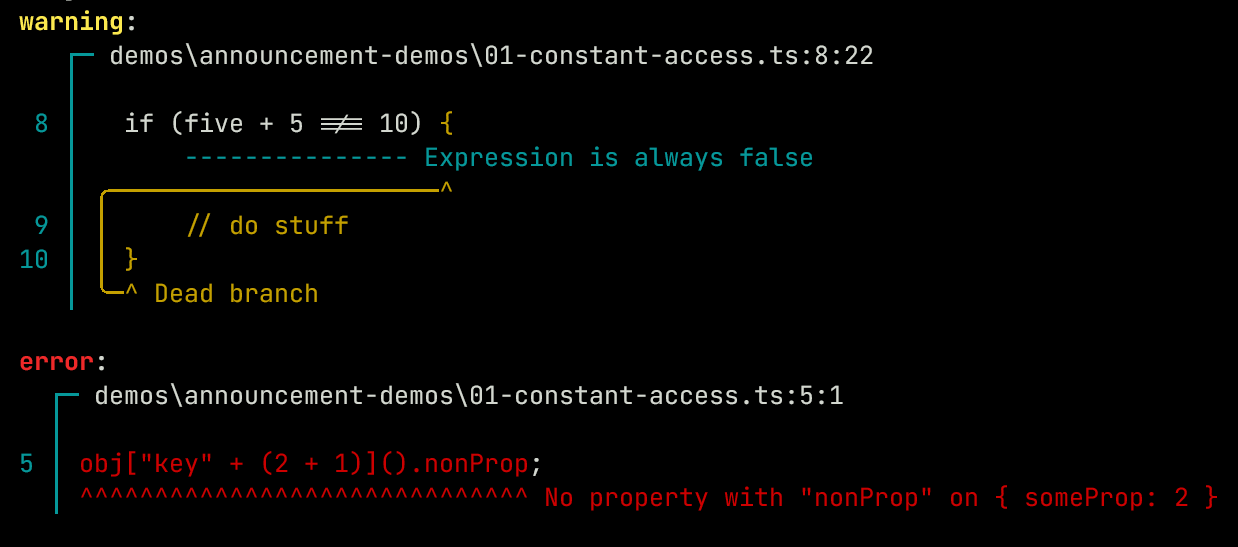 warning:
demos\announcement-demos\01-constant-access.ts:8:22
8 if (five + 5 !== 10) {
--------------- Expression is always false
^
9 // do stuff
10 }
^ Dead branch
error:
demos\announcement-demos\01-constant-access.ts:5:1
5 obj["key" + (2 + 1)]().nonProp;
^^^^^^^^^^^^^^^^^^^^^^^^^^^^^^ No property with "nonProp" on { someProp: 2 }